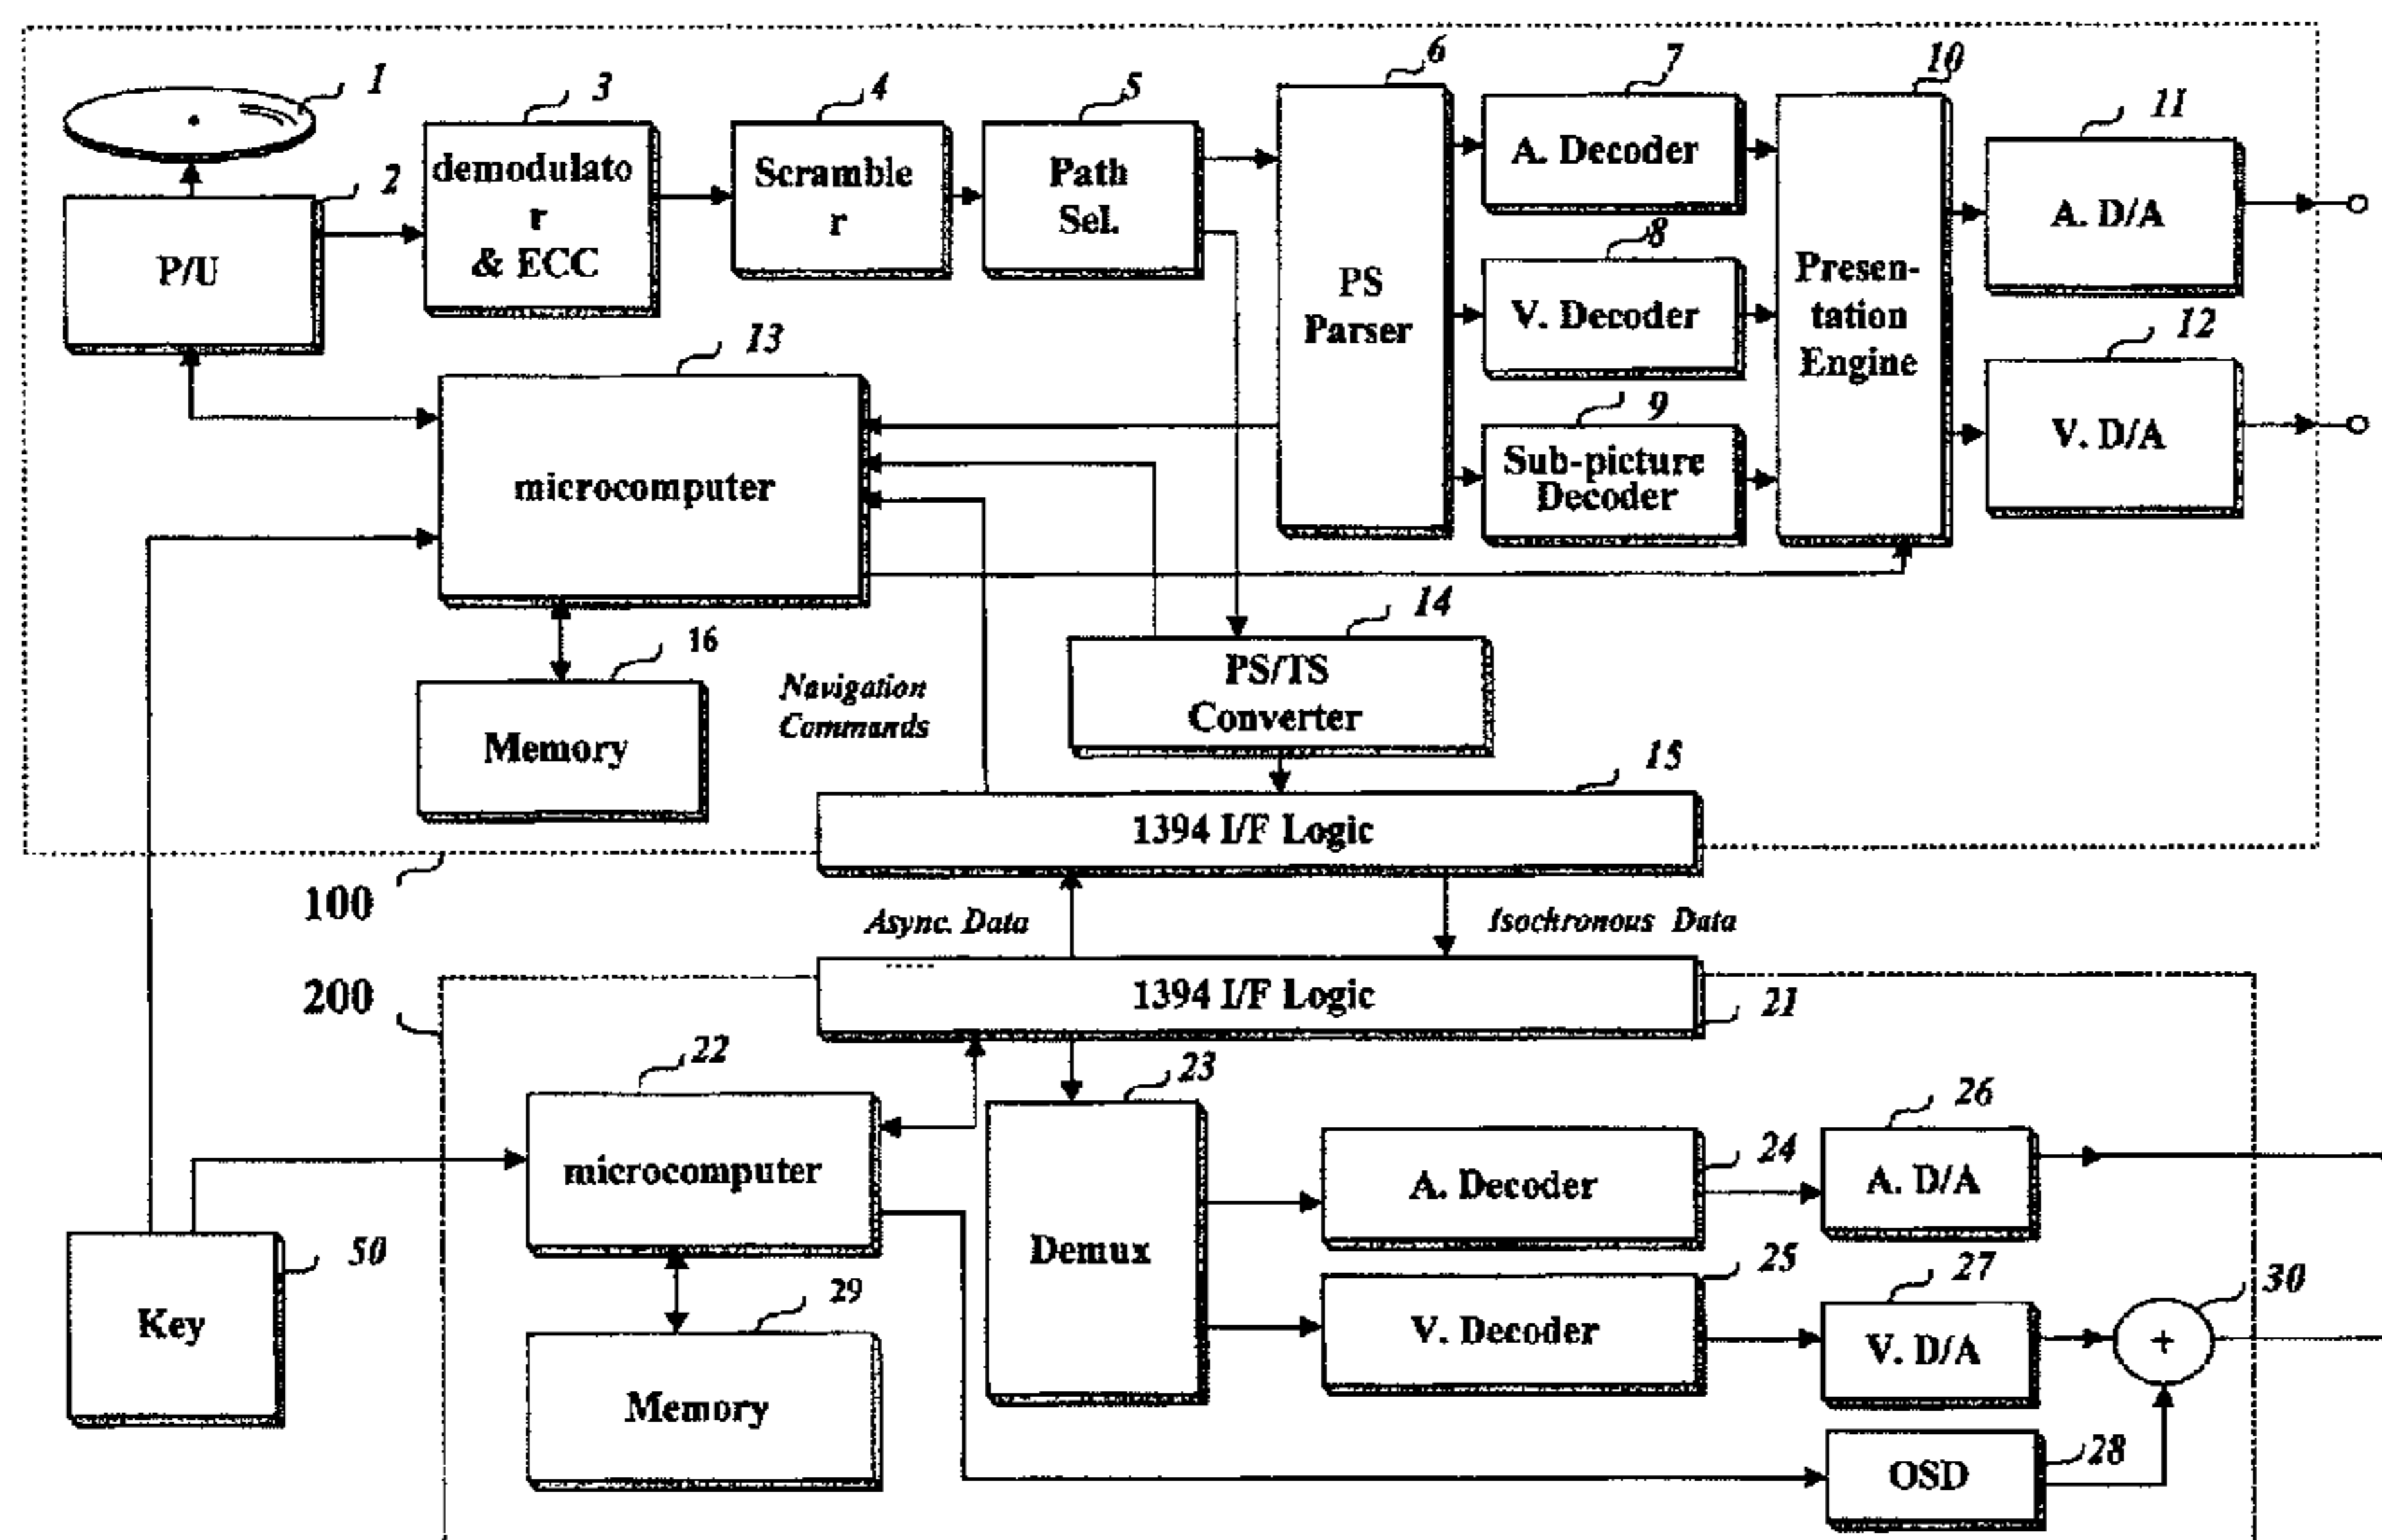 1
2
3
4
5
6
7
8
9
10
11
12
demodulato
r
& ECC
Scramble
r
Path
Sel.
P/U
PS
Parser
A. Decoder
V. Decoder
Sub-picture
Decoder
Presen-
tation
Engine
A. D/A
V. D/A
13
microcomputer
14
PS/TS
Converter
16
Memory
Navigation
Commands
15
1394 I/F Logic
100
Async. Data
Isochronous Data
200
1394 I/F Logic
21
22
microcomputer
23
Demux
24
A. Decoder
25
V. Decoder
26
A. D/A
27
V. D/A
30
+
28
OSD
29
Memory
50
Key